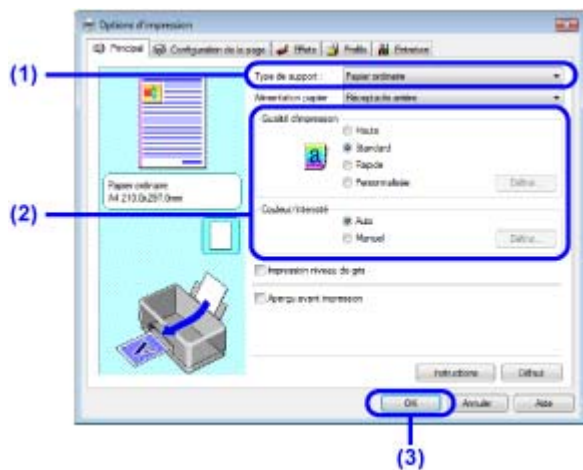 Options d'impression
Principal Configuration de la page Effets Profils Entretien
(1)
Type de support : Papier ordinaire
Alimentation papier Réceptacle arrière
Qualité d'impression
Haute
Standard
Rapide
Personnalisée Définir...
(2)
Papier ordinaire
A4 210.0x297.0mm
Couleur/Intensité
Auto
Manuel Définir...
Impression niveau de gris
Aperçu avant impression
Instructions Défaut
OK Annuler Aide
(3)